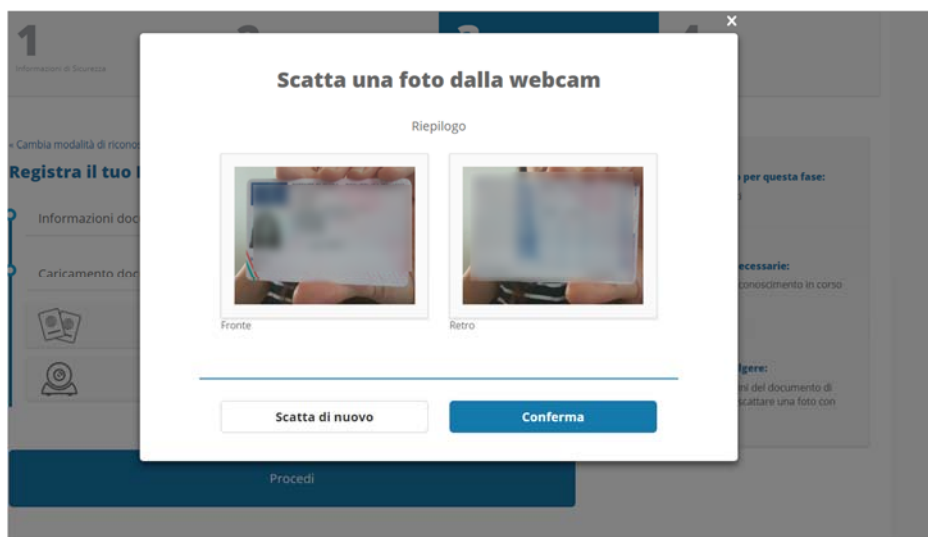 1
3
Informazioni di Sicurezza
Scatta una foto dalla webcam
Riepilogo
« Cambia modalità di ricono
Registra il tuo
per questa fase:
Informazioni doc
ecessarie:
conoscimento in corso
Caricamento doc
Fronte
Retro
lgere:
ni del documento di
scattare una foto con
Scatta di nuovo
Conferma
Procedi